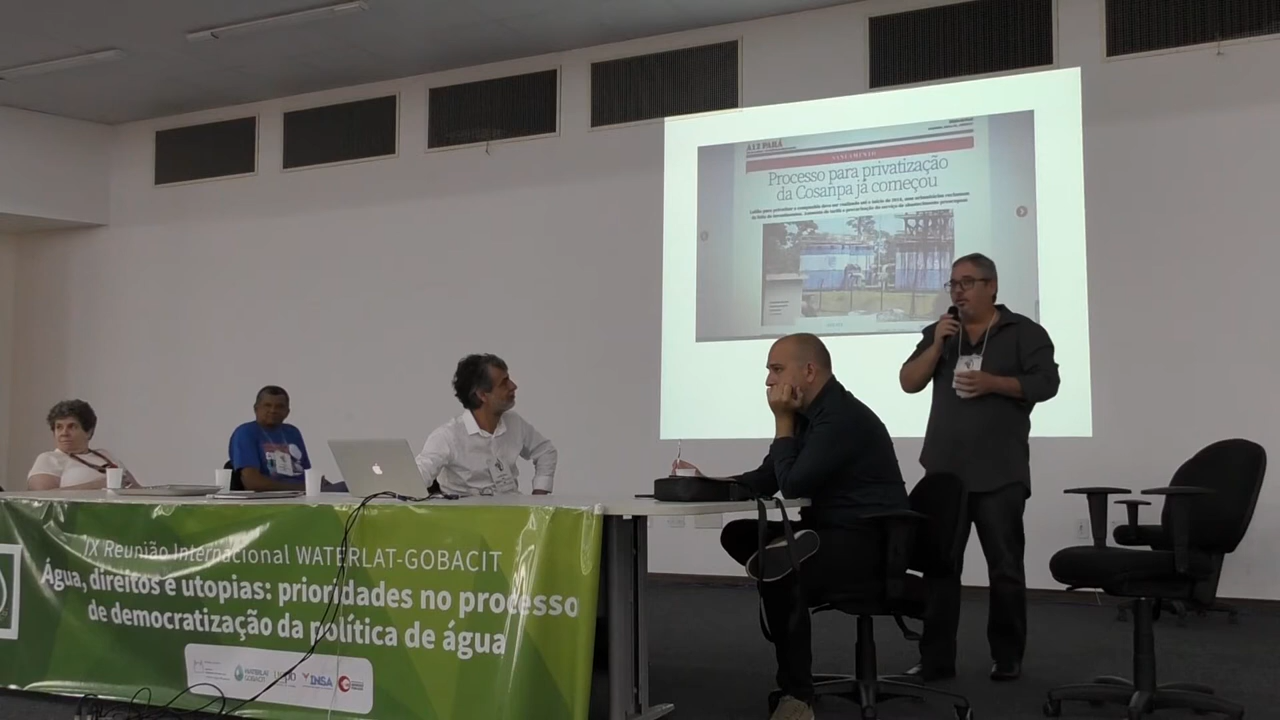 A12 PARÁ
SANEAMENTO
Processo para privatização
da Cosanpa já começou
IX Reunião Internacional WATERLAT-GOBACIT
Água, direitos e utopias: prioridades no processo
de democratização da política de água
WATERLAT
GOBACIT
INSA